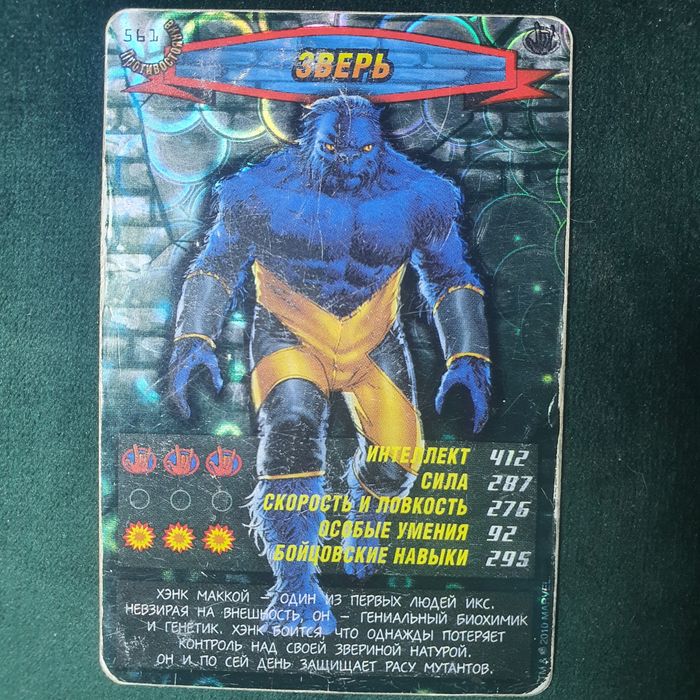 561
ПРОТИВОСТОЯНИЕ
ЗВЕРЬ
ИНТЕЛЛЕКТ 412
СИЛА 287
СКОРОСТЬ И ЛОВКОСТЬ 276
ОСОБЫЕ УМЕНИЯ 92
БОЙЦОВСКИЕ НАВЫКИ 295
ХЭНК МАККОЙ – ОДИН ИЗ ПЕРВЫХ ЛЮДЕЙ ИКС.
НЕВЗИРАЯ НА ВНЕШНОСТЬ, ОН – ГЕНИАЛЬНЫЙ БИОХИМИК
И ГЕНЕТИК. ХЭНК БОИТСЯ, ЧТО ОДНАЖДЫ ПОТЕРЯЕТ
КОНТРОЛЬ НАД СВОЕЙ ЗВЕРИНОЙ НАТУРОЙ.
ОН И ПО СЕЙ ДЕНЬ ЗАЩИЩАЕТ РАСУ МУТАНТОВ.
& © 2010 MARVEL